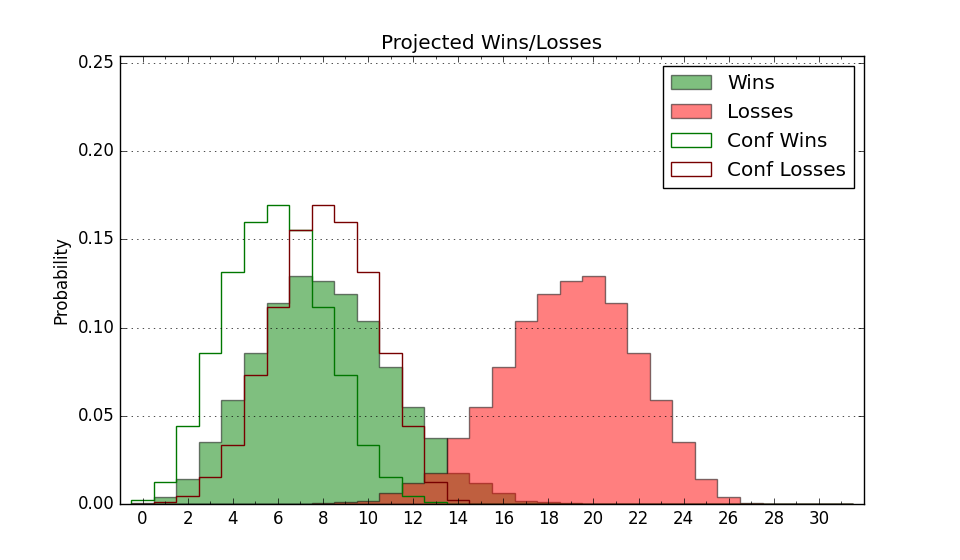 Projected Wins/Losses
0.25
0.20
0.15
0.10
0.05
0.00
Probability
Wins
Losses
Conf Wins
Conf Losses
0 2 4 6 8 10 12 14 16 18 20 22 24 26 28 30